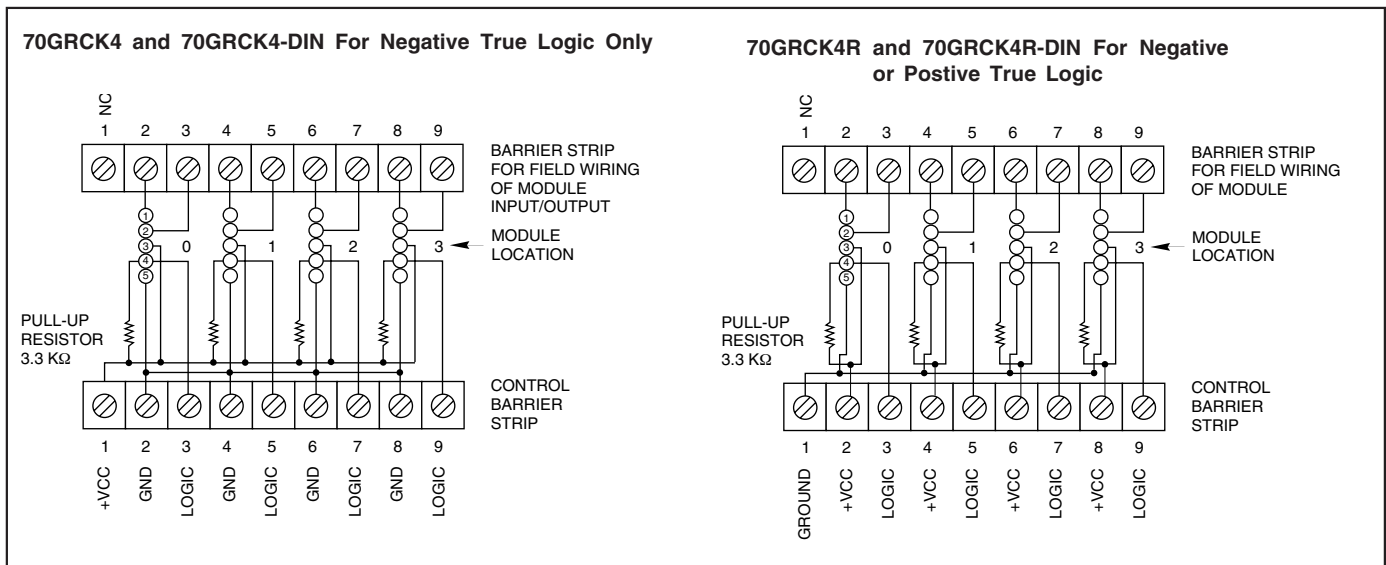 70GRCK4 and 70GRCK4-DIN For Negative True Logic Only
NC
1 2 3 4 5 6 7 8 9
BARRIER STRIP
FOR FIELD WIRING
OF MODULE
INPUT/OUTPUT
1
2
3
4
5
0 1 2 3
MODULE
LOCATION
PULL-UP
RESISTOR
3.3 KΩ
CONTROL
BARRIER
STRIP
1 2 3 4 5 6 7 8 9
+VCC
GND
LOGIC
GND
LOGIC
GND
LOGIC
GND
LOGIC
70GRCK4R and 70GRCK4R-DIN For Negative
or Postive True Logic
NC
1 2 3 4 5 6 7 8 9
BARRIER STRIP
FOR FIELD WIRING
OF MODULE
1
2
3
4
5
0 1 2 3
MODULE
LOCATION
PULL-UP
RESISTOR
3.3 KΩ
CONTROL
BARRIER
STRIP
1 2 3 4 5 6 7 8 9
GROUND
+VCC
LOGIC
+VCC
LOGIC
+VCC
LOGIC
+VCC
LOGIC